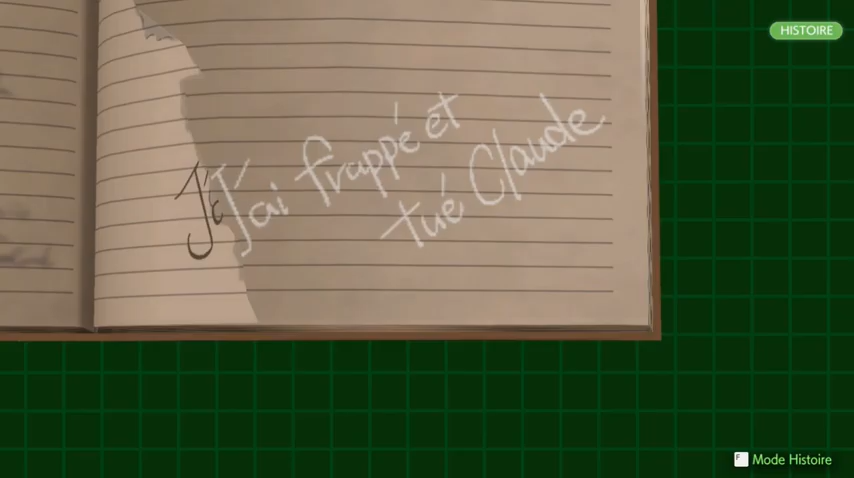 HISTOIRE
J'a
J'ai frappé et
tué Claude
F
Mode Histoire